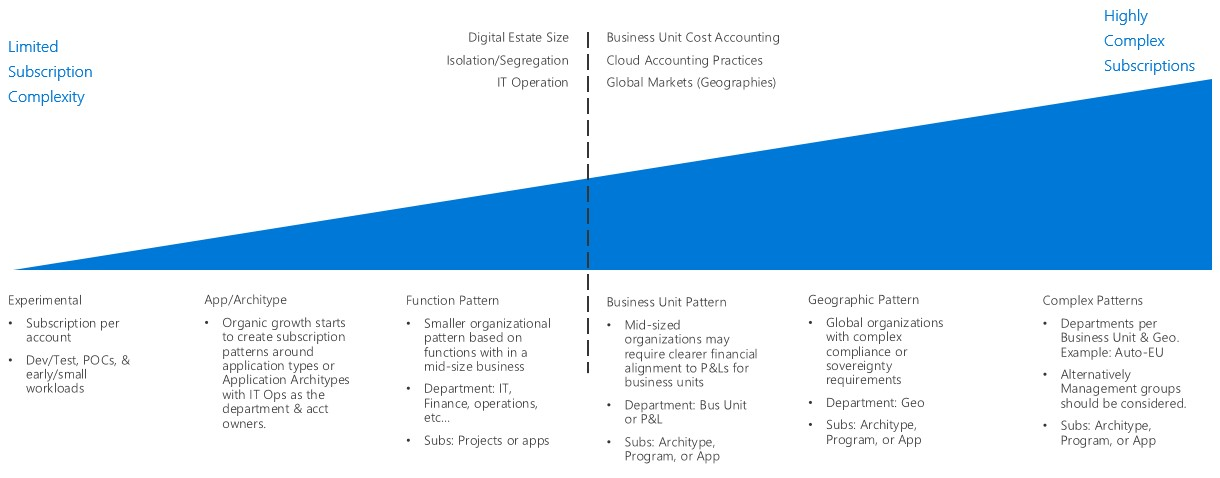 Limited
Subscription
Complexity
Digital Estate Size
Isolation/Segregation
IT Operation
Business Unit Cost Accounting
Cloud Accounting Practices
Global Markets (Geographies)
Highly
Complex
Subscriptions
Experimental
• Subscription per
account
• Dev/Test, POCs, &
early/small
workloads
App/Architype
• Organic growth starts
to create subscription
patterns around
application types or
Application Architypes
with IT Ops as the
department & acct
owners.
Function Pattern
• Smaller organizational
pattern based on
functions with in a
mid-size business
• Department: IT,
Finance, operations,
etc...
• Subs: Projects or apps
Business Unit Pattern
• Mid-sized
organizations may
require clearer financial
alignment to P&Ls for
business units
• Department: Bus Unit
or P&L
• Subs: Architype,
Program, or App
Geographic Pattern
• Global organizations
with complex
compliance or
sovereignty
requirements
• Department: Geo
• Subs: Architype,
Program, or App
Complex Patterns
• Departments per
Business Unit & Geo.
Example: Auto-EU
• Alternatively
Management groups
should be considered.
• Subs: Architype,
Program, or App